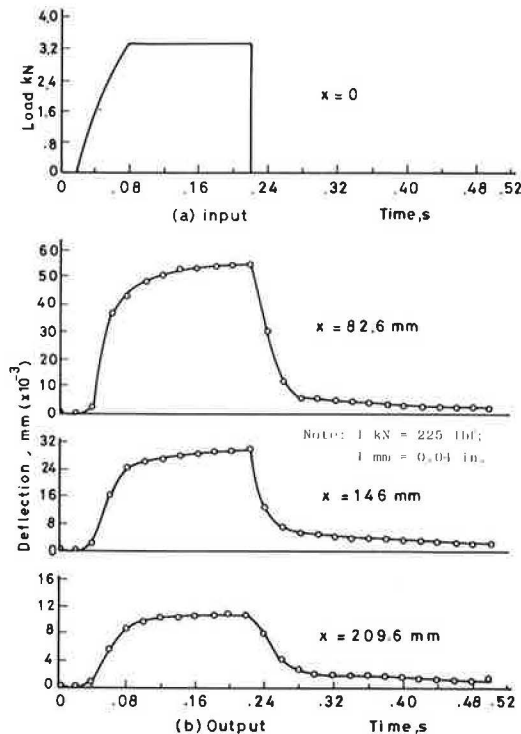 Load kN
3.2
2.4
1.6
.8
0
x = 0
0 .08 .16 .24 .32 .40 .48 .52
(a) input Time,s
Deflection, mm (x10⁻³)
60
50
40
30
20
10
0
x = 82.6 mm
Note: 1 kN = 225 lbf;
1 mm = 0.04 in.
32
24
16
8
0
x = 146 mm
16
12
8
4
0
x = 209.6 mm
0 .08 .16 .24 .32 .40 .48 .52
(b) Output Time,s